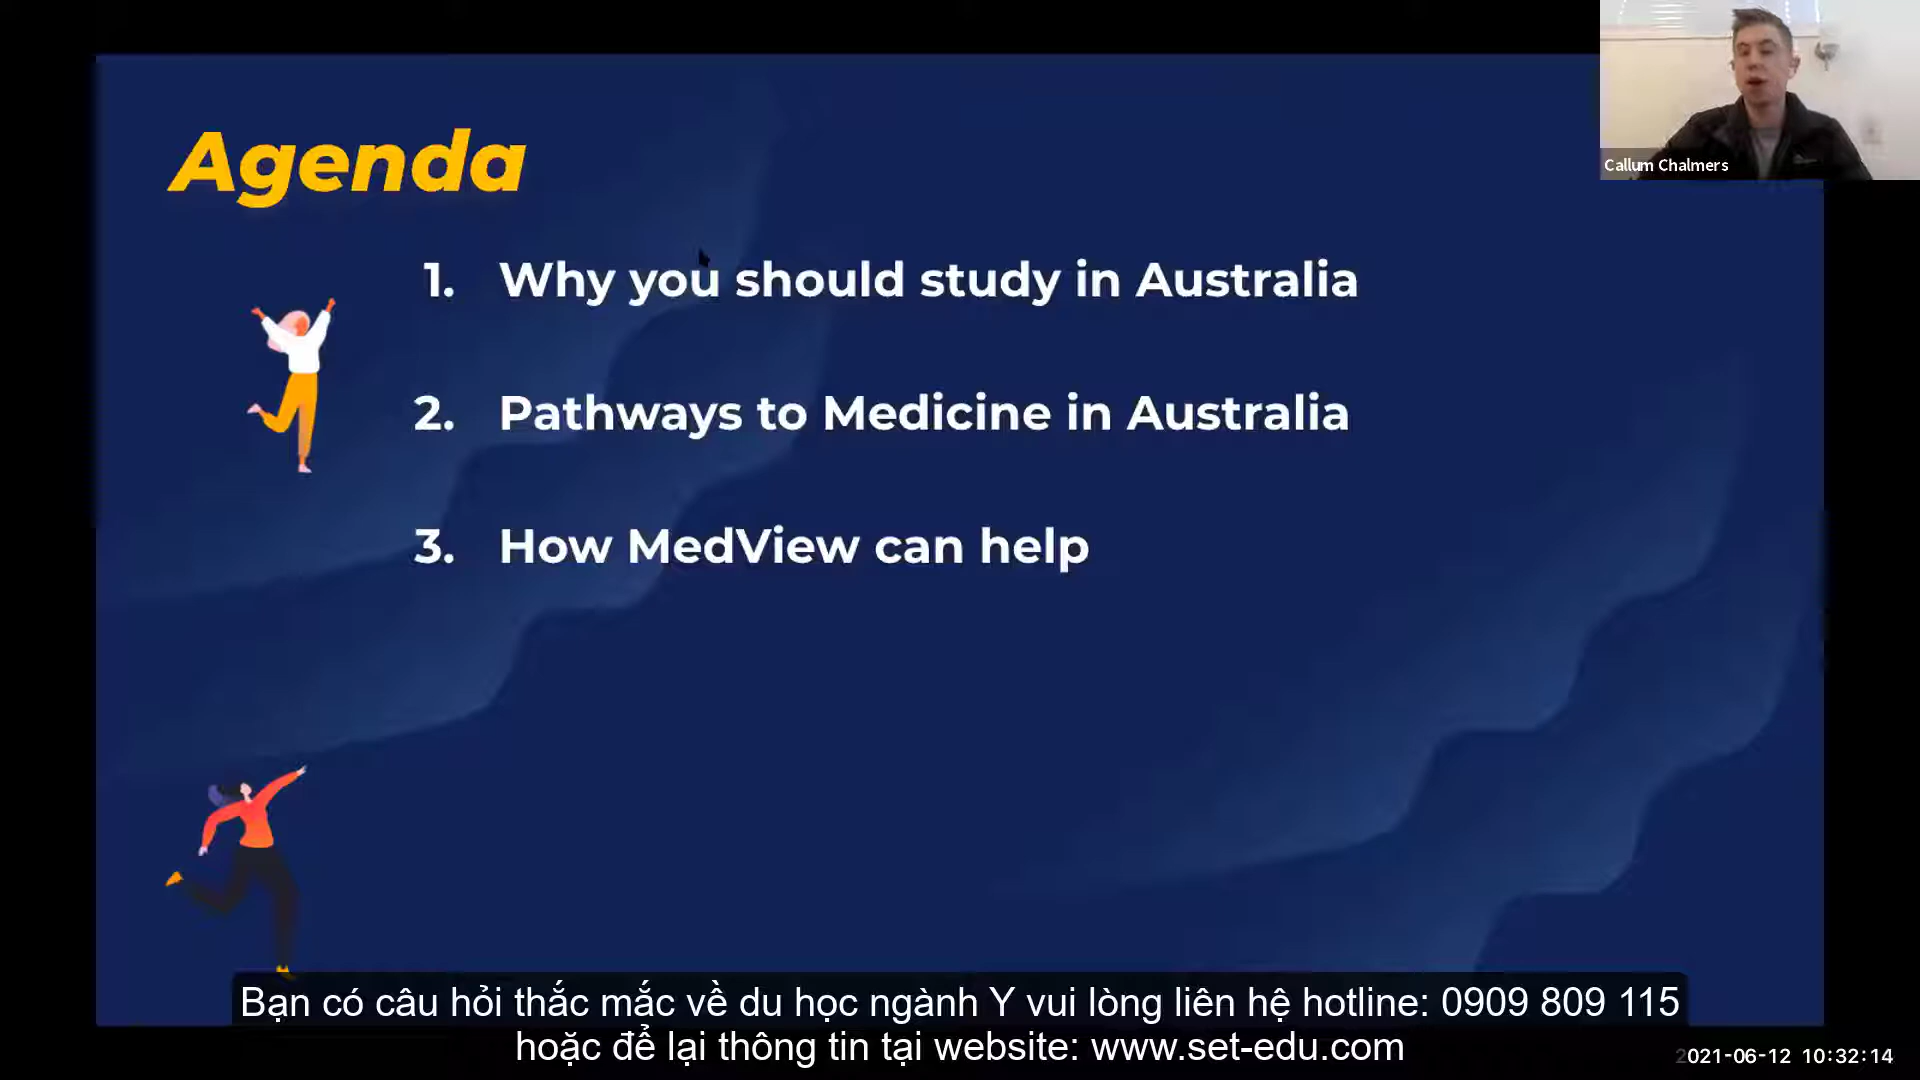 Agenda
1. Why you should study in Australia
2. Pathways to Medicine in Australia
3. How MedView can help
Callum Chalmers
Bạn có câu hỏi thắc mắc về du học ngành Y vui lòng liên hệ hotline: 0909 809 115
hoặc để lại thông tin tại website: www.set-edu.com
2021-06-12 10:32:14